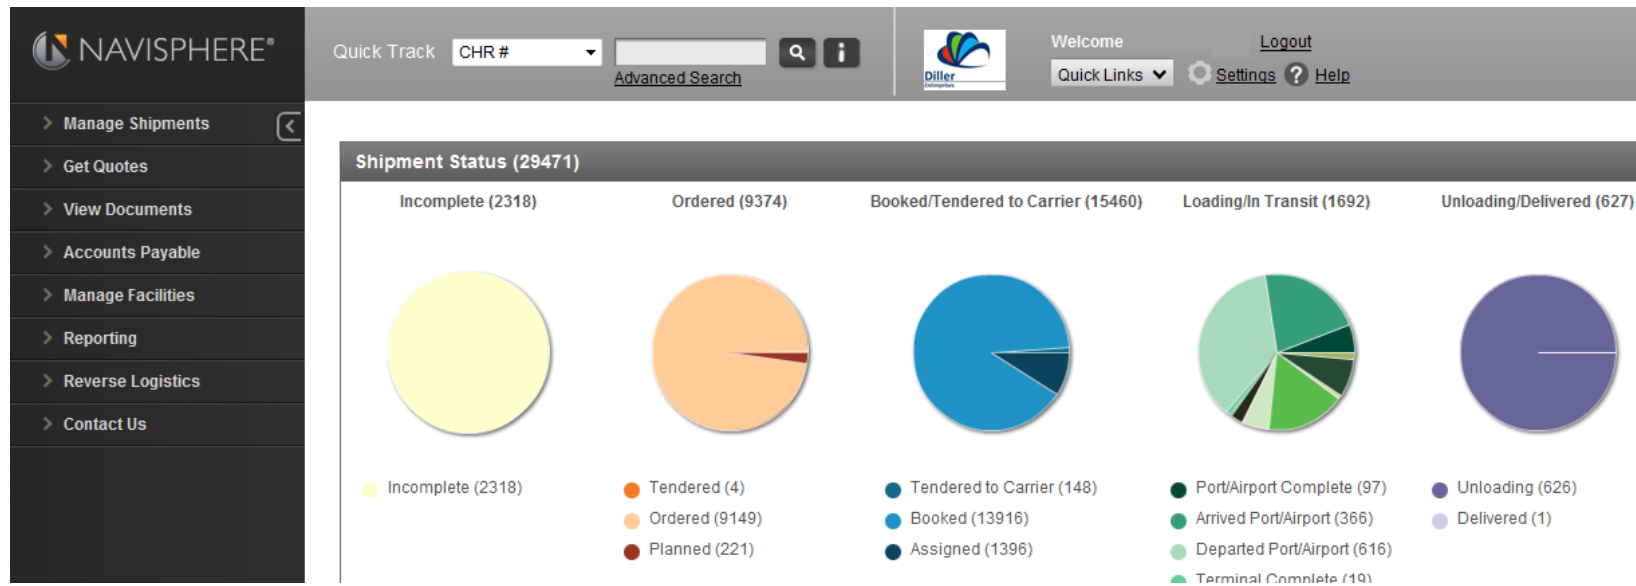 NAVISPHERE®
Quick Track CHR #
Advanced Search
Diller
Enterprises
Welcome Logout
Quick Links Settings ? Help
Manage Shipments
Get Quotes
View Documents
Accounts Payable
Manage Facilities
Reporting
Reverse Logistics
Contact Us
Shipment Status (29471)
Incomplete (2318) Ordered (9374) Booked/Tendered to Carrier (15460) Loading/In Transit (1692) Unloading/Delivered (627)
Incomplete (2318)
Tendered (4)
Ordered (9149)
Planned (221)
Tendered to Carrier (148)
Booked (13916)
Assigned (1396)
Port/Airport Complete (97)
Arrived Port/Airport (366)
Departed Port/Airport (616)
Terminal Complete (19)
Unloading (626)
Delivered (1)